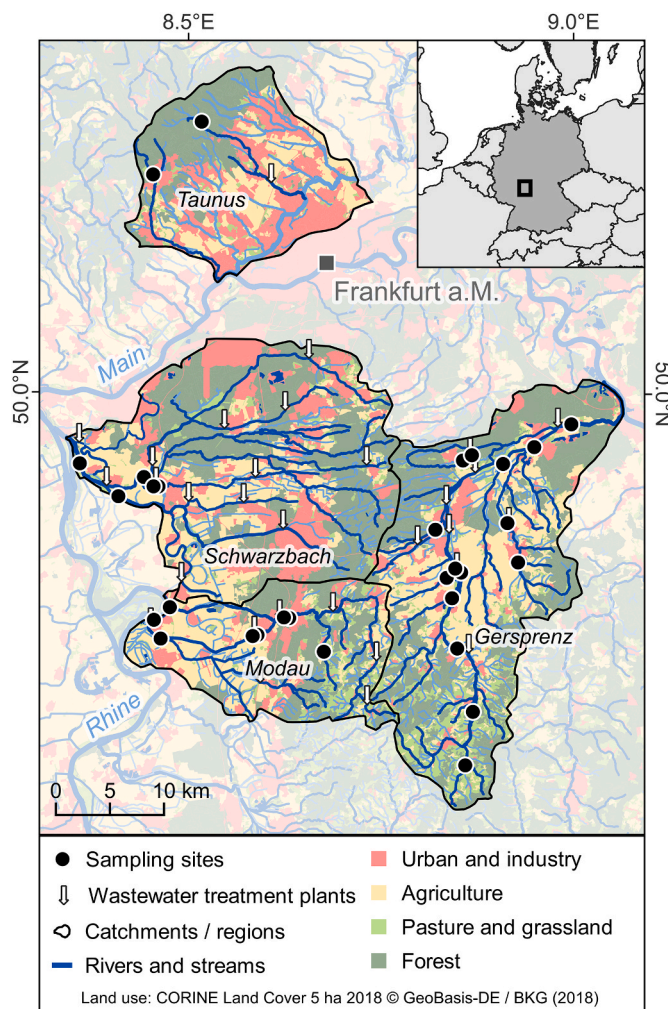 8.5°E 9.0°E
Taunus
Frankfurt a.M.
Main
50.0°N 50.0°N
Schwarzbach
Gersprenz
Modau
Rhine
0 5 10 km
Sampling sites
Wastewater treatment plants
Catchments / regions
Rivers and streams
Urban and industry
Agriculture
Pasture and grassland
Forest
Land use: CORINE Land Cover 5 ha 2018 © GeoBasis-DE / BKG (2018)